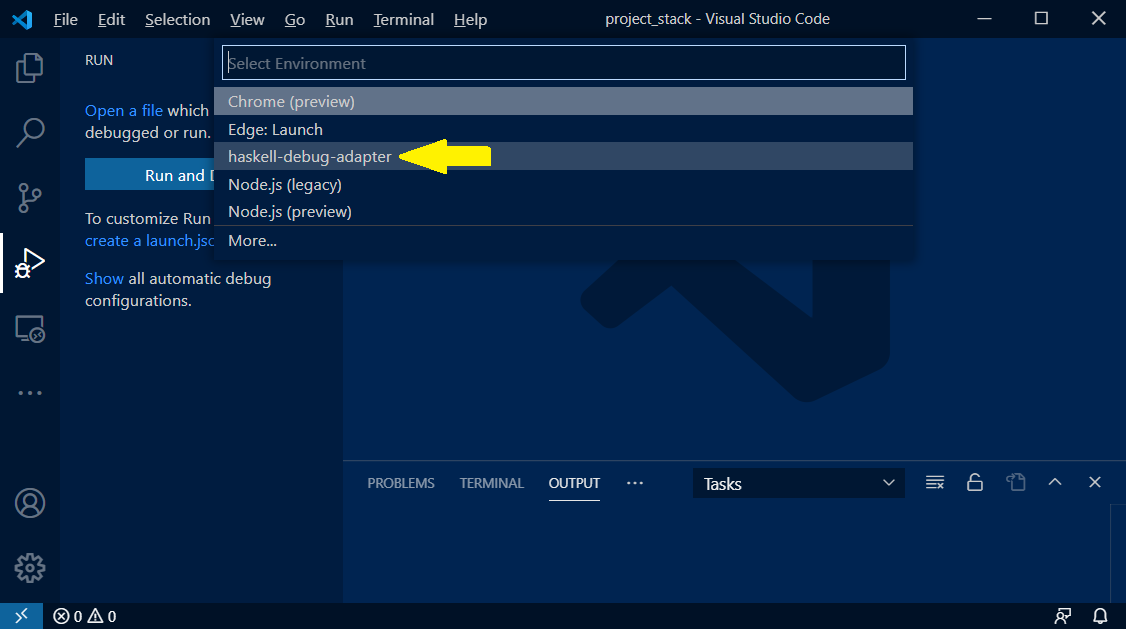 File Edit Selection View Go Run Terminal Help
project_stack - Visual Studio Code
RUN
Open a file which
debugged or run.
Run and
To customize Run
create a launch.jso
Show all automatic debug
configurations.
Select Environment
Chrome (preview)
Edge: Launch
haskell-debug-adapter
Node.js (legacy)
Node.js (preview)
More...
PROBLEMS TERMINAL OUTPUT ... Tasks
0 0